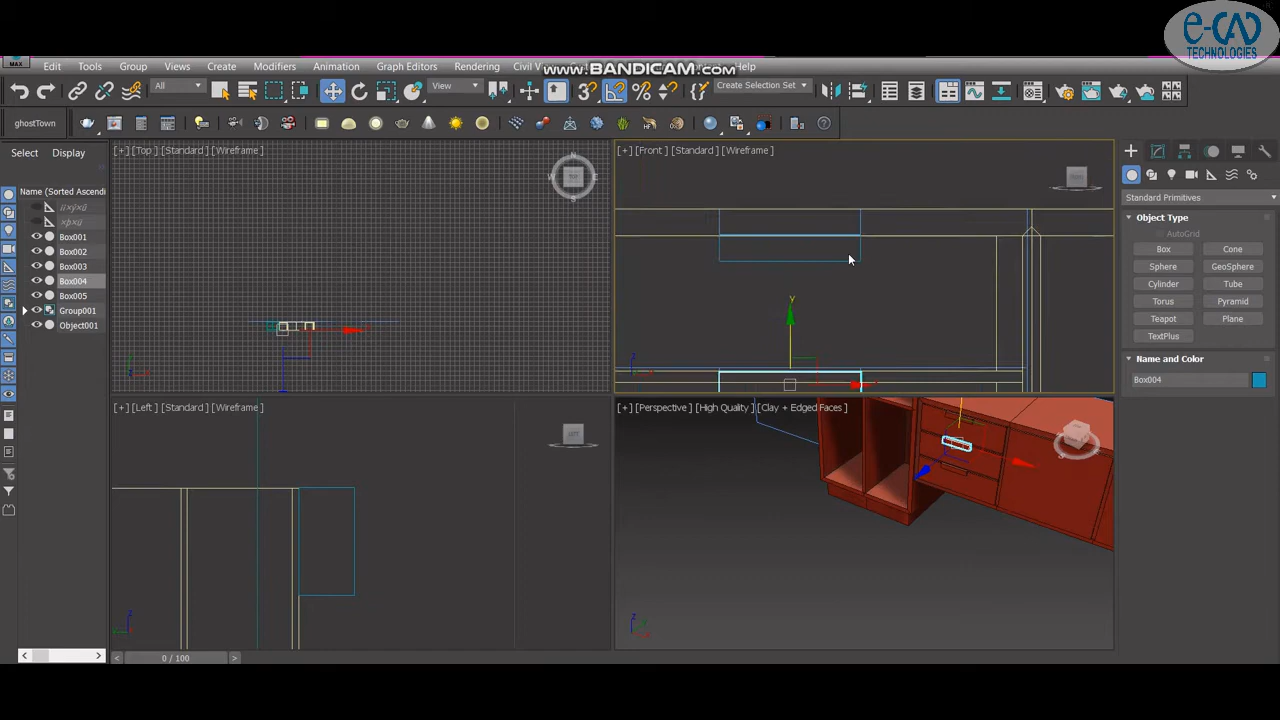 e-CAD
TECHNOLOGIES
MAX
Edit Tools Group Views Create Modifiers Animation Graph Editors Rendering Civil Help
www.BANDICAM.com
All
View
Create Selection Set
ghostTown
Select Display
[+] [Top] [Standard] [Wireframe]
[+] [Front] [Standard] [Wireframe]
Name (Sorted Ascendi
Box001
Box002
Box003
Box004
Box005
Group001
Object001
Standard Primitives
Object Type
AutoGrid
Box Cone
Sphere GeoSphere
Cylinder Tube
Torus Pyramid
Teapot Plane
TextPlus
Name and Color
Box004
[+] [Left] [Standard] [Wireframe]
[+] [Perspective] [High Quality] [Clay + Edged Faces]
0 / 100